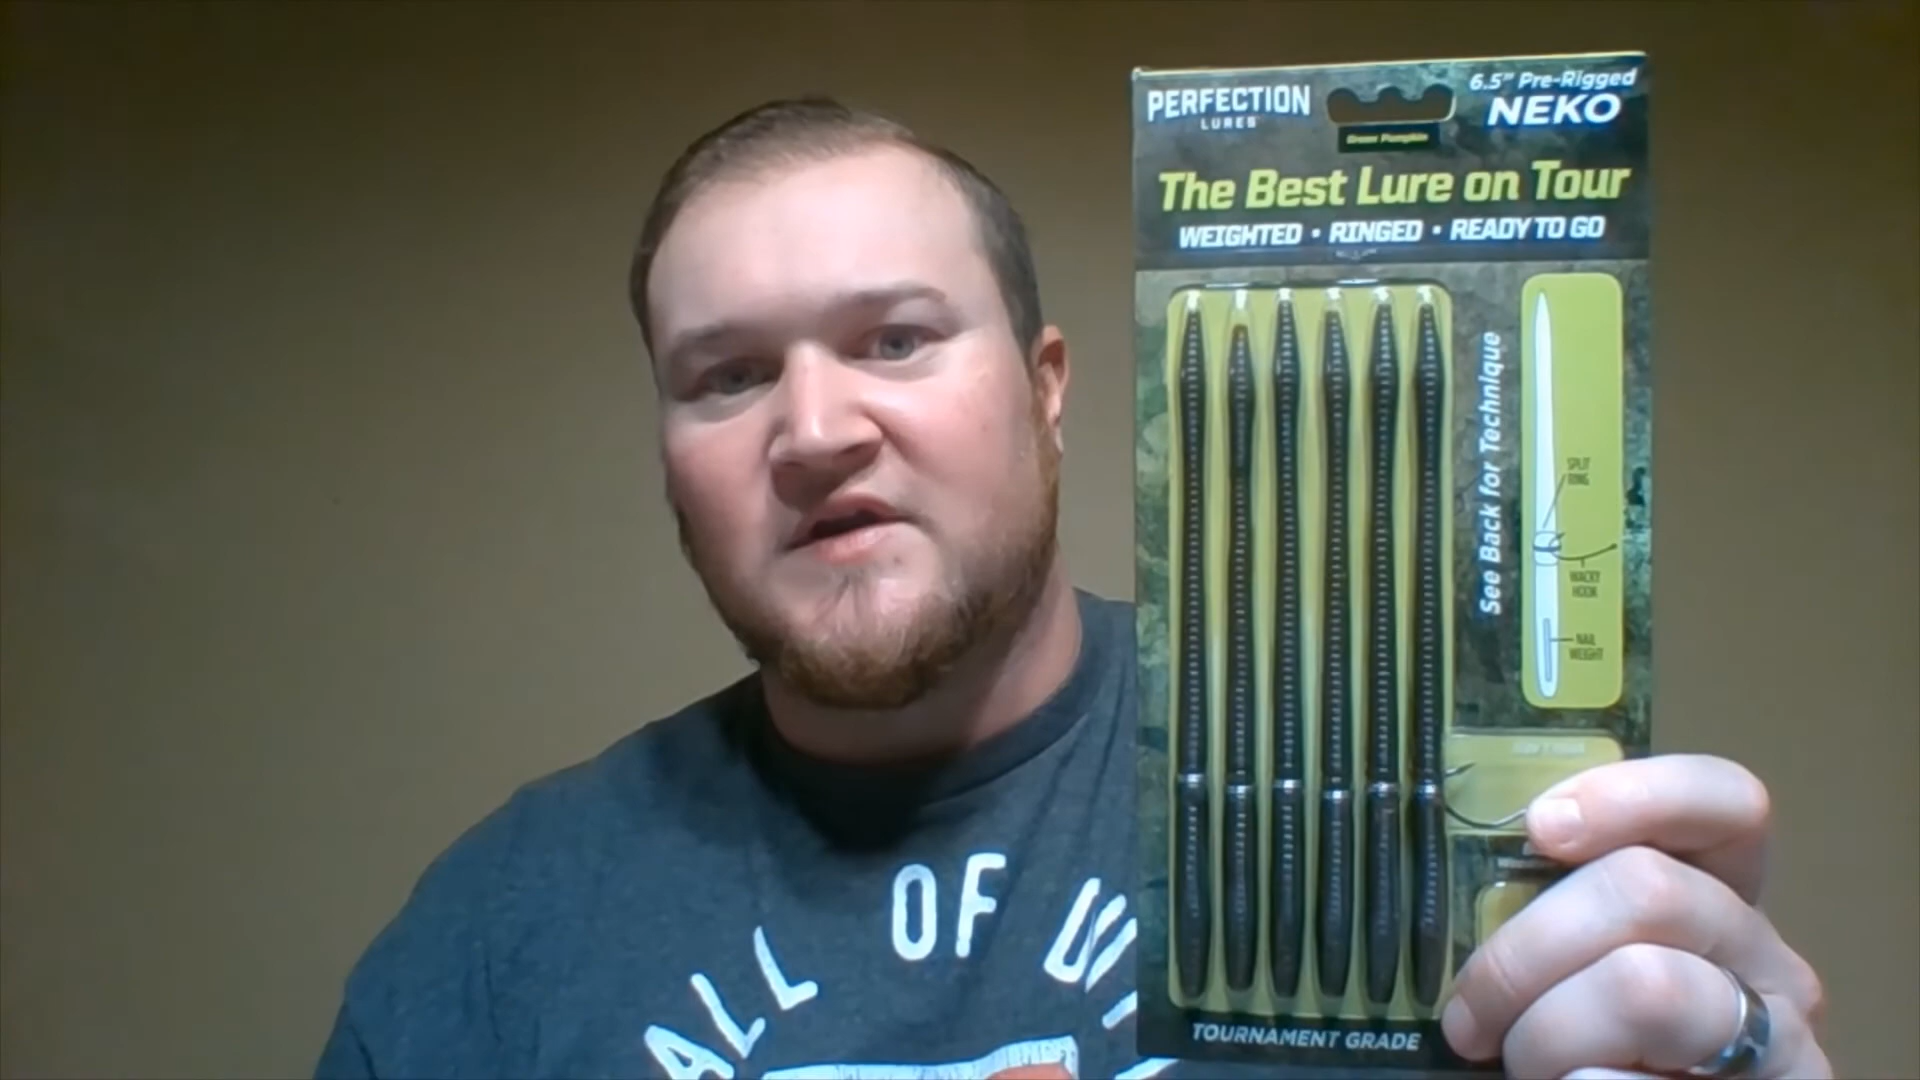 PERFECTION
LURES
Green Pumpkin
6.5" Pre-Rigged
NEKO
The Best Lure on Tour
WEIGHTED • RINGED • READY TO GO
See Back for Technique
SPLIT
RING
WACKY
HOOK
NAIL
WEIGHT
TOURNAMENT GRADE
ALL OF